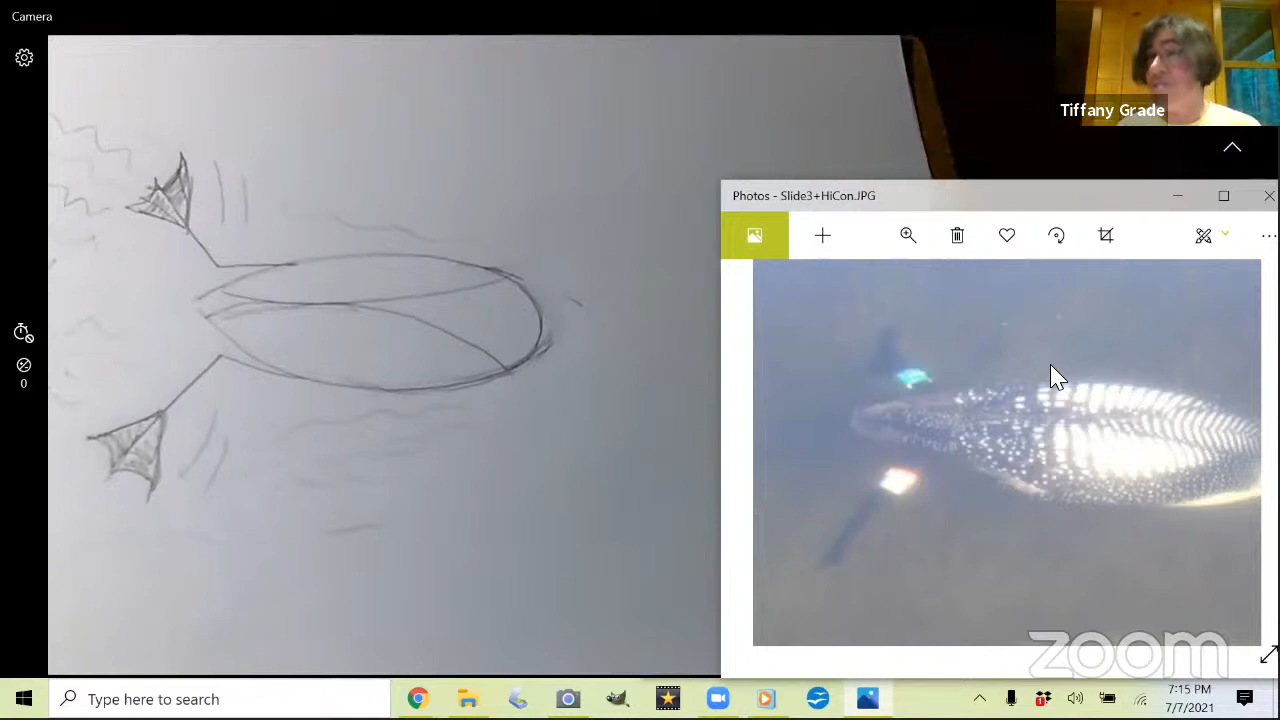 Camera
Tiffany Grade
Photos - Slide3+HiCon.JPG
0
zoom
Type here to search
1
7:15 PM
7/7/2021